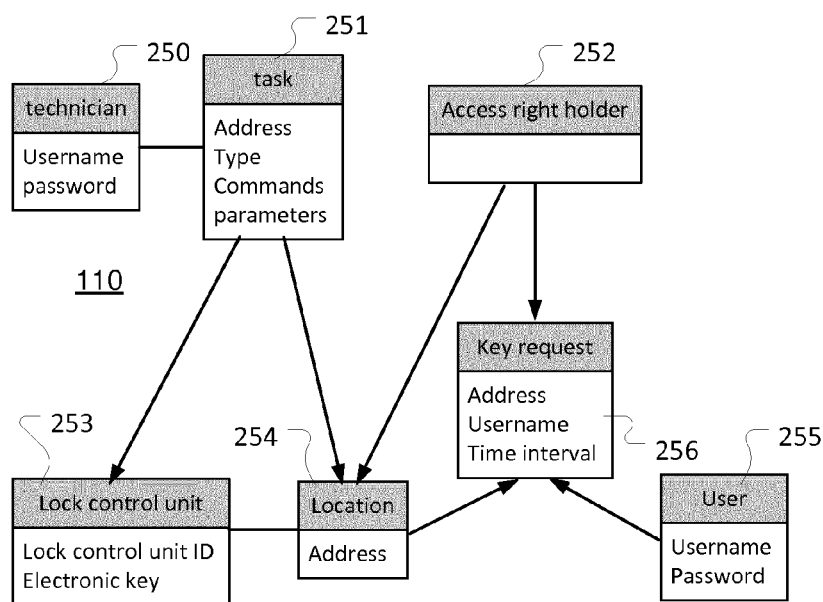 250
251
252
technician
Username
password
task
Address
Type
Commands
parameters
Access right holder
110
Key request
Address
Username
Time interval
253
254
256
255
Lock control unit
Lock control unit ID
Electronic key
Location
Address
User
Username
Password